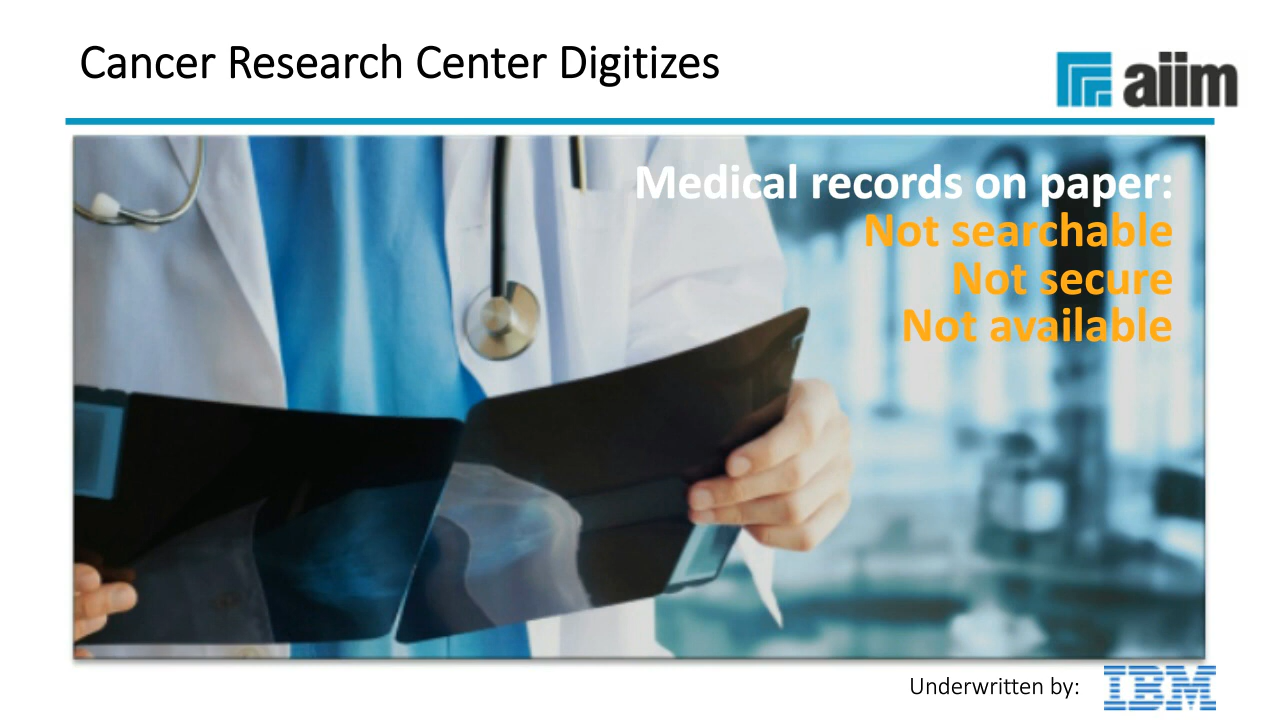 Cancer Research Center Digitizes
aiim
Medical records on paper:
Not searchable
Not secure
Not available
Underwritten by:
IBM